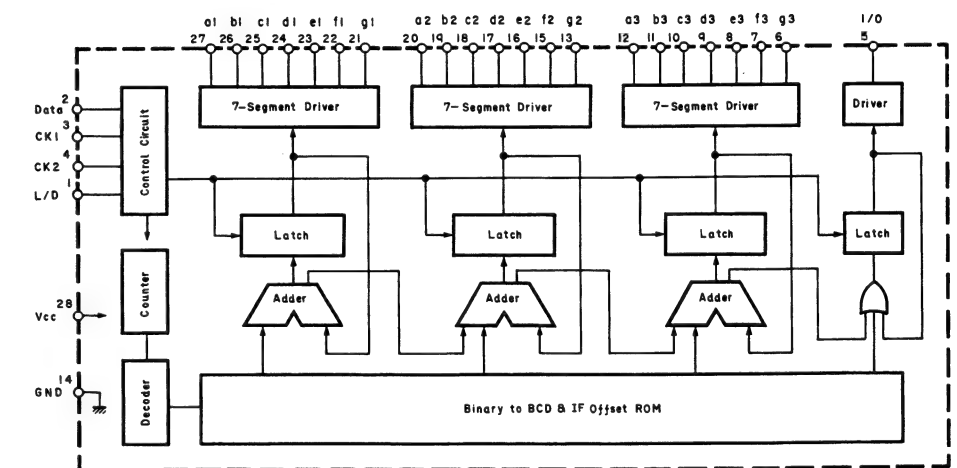 a1 b1 c1 d1 e1 f1 g1
27 26 25 24 23 22 21
a2 b2 c2 d2 e2 f2 g2
20 19 18 17 16 15 13
a3 b3 c3 d3 e3 f3 g3
12 11 10 9 8 7 6
I/O
5
Data 2
CK1 3
CK2 4
L/D 1
Control Circuit
7-Segment Driver
7-Segment Driver
7-Segment Driver
Driver
Latch
Latch
Latch
Latch
Counter
Vcc 28
Adder
Adder
Adder
GND 14
Decoder
Binary to BCD & IF Offset ROM